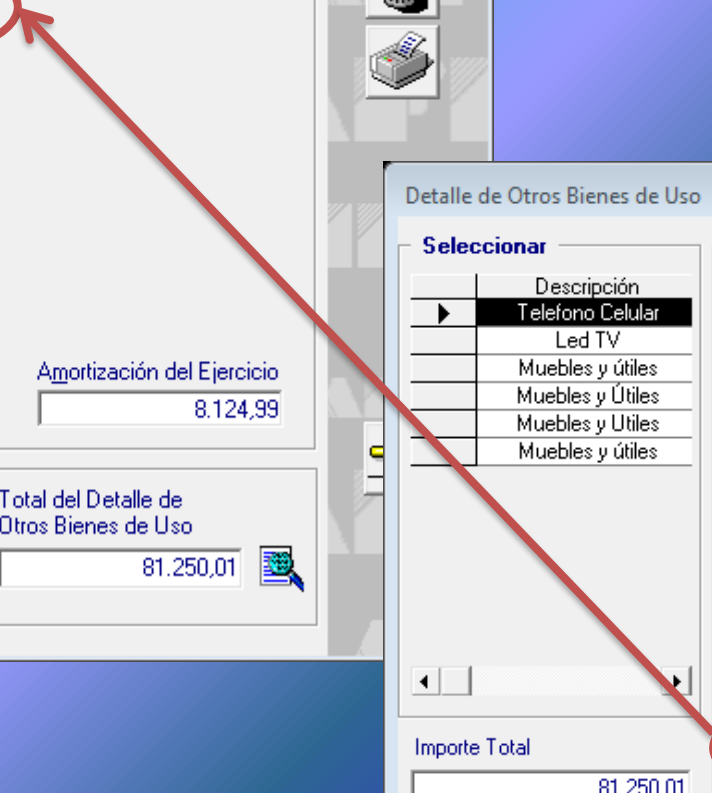 Amortización del Ejercicio
8.124,99
Total del Detalle de
Otros Bienes de Uso
81.250,01
Detalle de Otros Bienes de Uso
Seleccionar
Descripción
Telefono Celular
Led TV
Muebles y útiles
Muebles y Útiles
Muebles y Utiles
Muebles y útiles
Importe Total
81.250,01